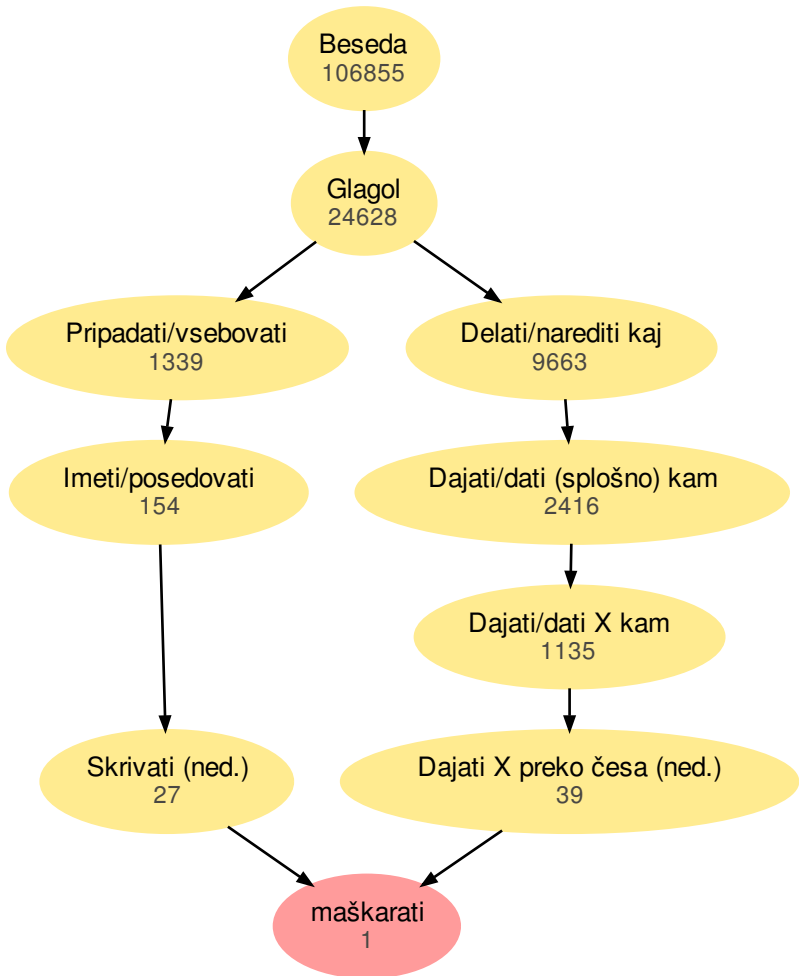 Beseda
106855
Glagol
24628
Pripadati/vsebovati
1339
Delati/narediti kaj
9663
Imeti/posedovati
154
Dajati/dati (splošno) kam
2416
Dajati/dati X kam
1135
Skrivati (ned.)
27
Dajati X preko česa (ned.)
39
maškarati
1